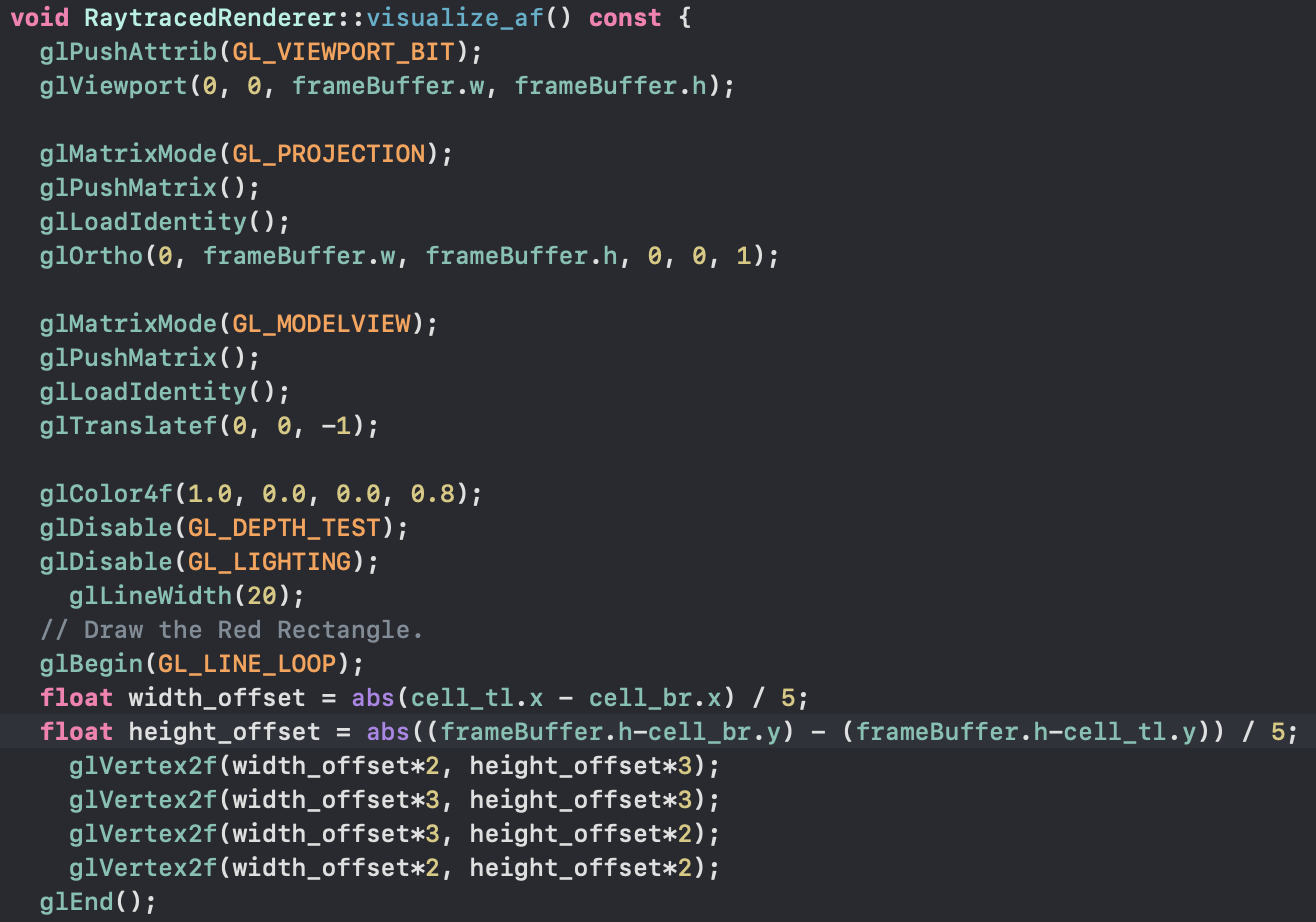 void RaytracedRenderer::visualize_af() const {
  glPushAttrib(GL_VIEWPORT_BIT);
  glViewport(0, 0, frameBuffer.w, frameBuffer.h);

  glMatrixMode(GL_PROJECTION);
  glPushMatrix();
  glLoadIdentity();
  glOrtho(0, frameBuffer.w, frameBuffer.h, 0, 0, 1);

  glMatrixMode(GL_MODELVIEW);
  glPushMatrix();
  glLoadIdentity();
  glTranslatef(0, 0, -1);

  glColor4f(1.0, 0.0, 0.0, 0.8);
  glDisable(GL_DEPTH_TEST);
  glDisable(GL_LIGHTING);
    glLineWidth(20);
  // Draw the Red Rectangle.
  glBegin(GL_LINE_LOOP);
  float width_offset = abs(cell_tl.x - cell_br.x) / 5;
  float height_offset = abs((frameBuffer.h-cell_br.y) - (frameBuffer.h-cell_tl.y)) / 5;
    glVertex2f(width_offset*2, height_offset*3);
    glVertex2f(width_offset*3, height_offset*3);
    glVertex2f(width_offset*3, height_offset*2);
    glVertex2f(width_offset*2, height_offset*2);
  glEnd();